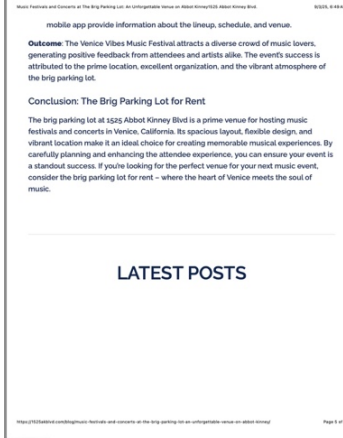 Music Festivals and Concerts at The Brig Parking Lot: An Unforgettable Venue on Abbot Kinney1525 Abbot Kinney Blvd.
mobile app provide information about the lineup, schedule, and venue.
Outcome: The Venice Vibes Music Festival attracts a diverse crowd of music lovers,
generating positive feedback from attendees and artists alike. The event's success is
attributed to the prime location, excellent organization, and the vibrant atmosphere of
the brig parking lot.
Conclusion: The Brig Parking Lot for Rent
The brig parking lot at 1525 Abbot Kinney Blvd is a prime venue for hosting music
festivals and concerts in Venice, California. Its spacious layout, flexible design, and
vibrant location make it an ideal choice for creating memorable musical experiences. By
carefully planning and enhancing the attendee experience, you can ensure your event is
a standout success. If you're looking for the perfect venue for your next music event,
consider the brig parking lot for rent – where the heart of Venice meets the soul of
music.
LATEST POSTS
https://1525abblvd.com/blog/music-festivals-and-concerts-at-the-brig-parking-lot-an-unforgettable-venue-on-abbot-kinney/ Page 5 of